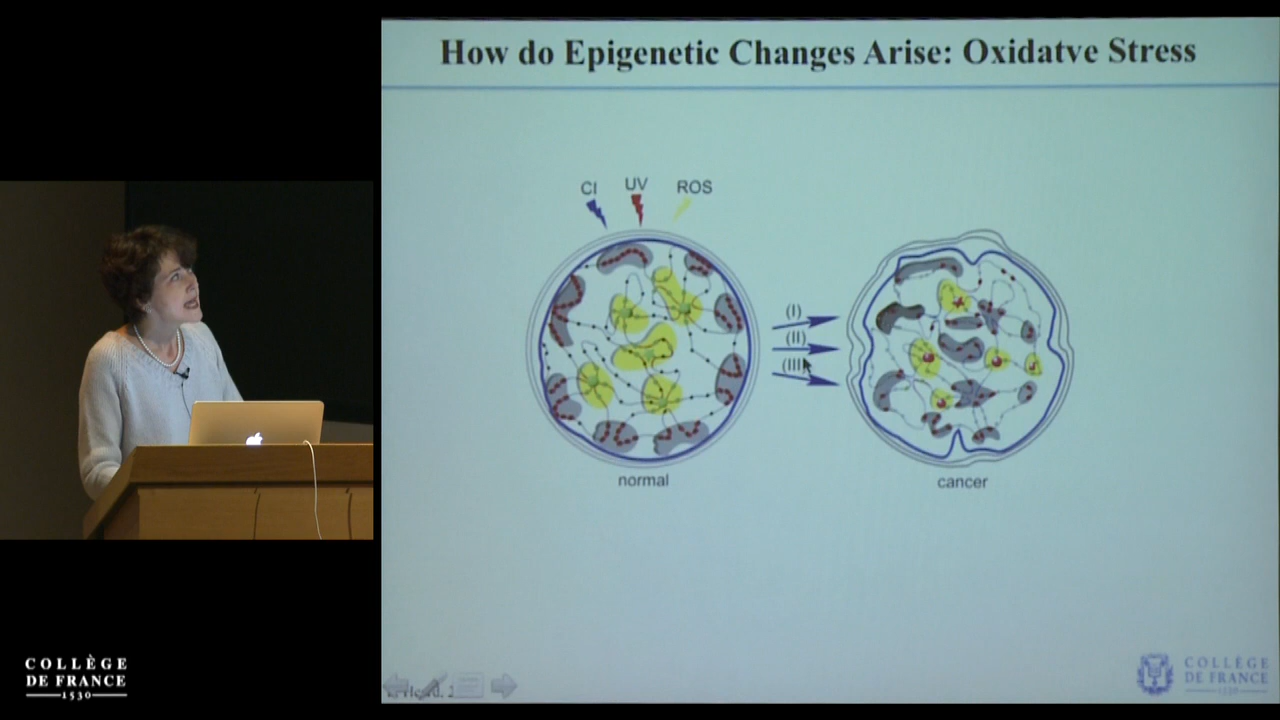 How do Epigenetic Changes Arise: Oxidatve Stress
CI
UV
ROS
(I)
(II)
(III
normal
cancer
COLLÈGE
DE FRANCE
1530
COLLÈGE
DE FRANCE
1530